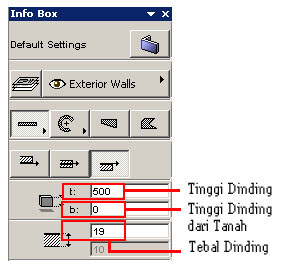 Info Box
Default Settings
Exterior Walls
t: 500
b: 0
19
10
Tinggi Dinding
Tinggi Dinding
dari Tanah
Tebal Dinding